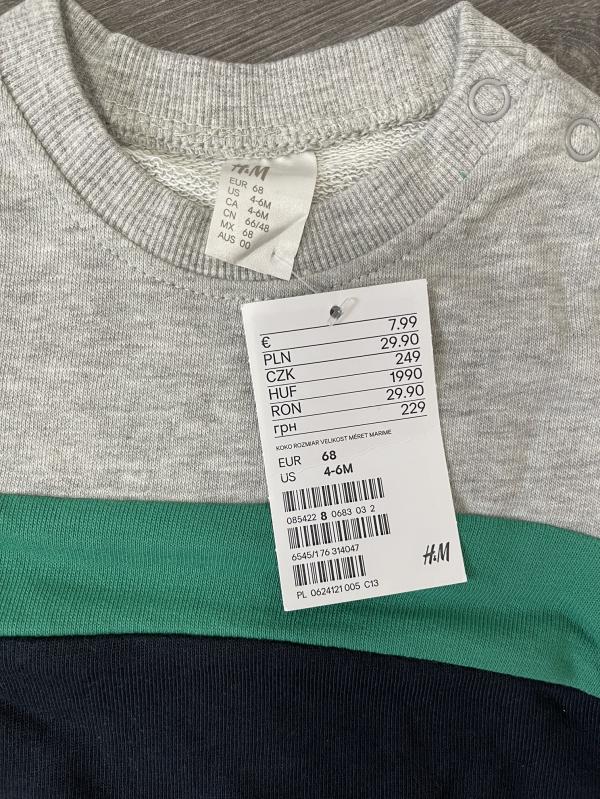 H&M
EUR 68
US 4-6M
CA 4-6M
CN 66/48
MX 68
AUS 00
€ 7.99
PLN 29.90
CZK 249
HUF 1990
RON 29.90
грн 229
KOKO ROZMIAR VELIKOST MÉRET MARIME
EUR 68
US 4-6M
085422 8 0683 03 2
6545/176 314047
H&M
PL 0624121 005 C13